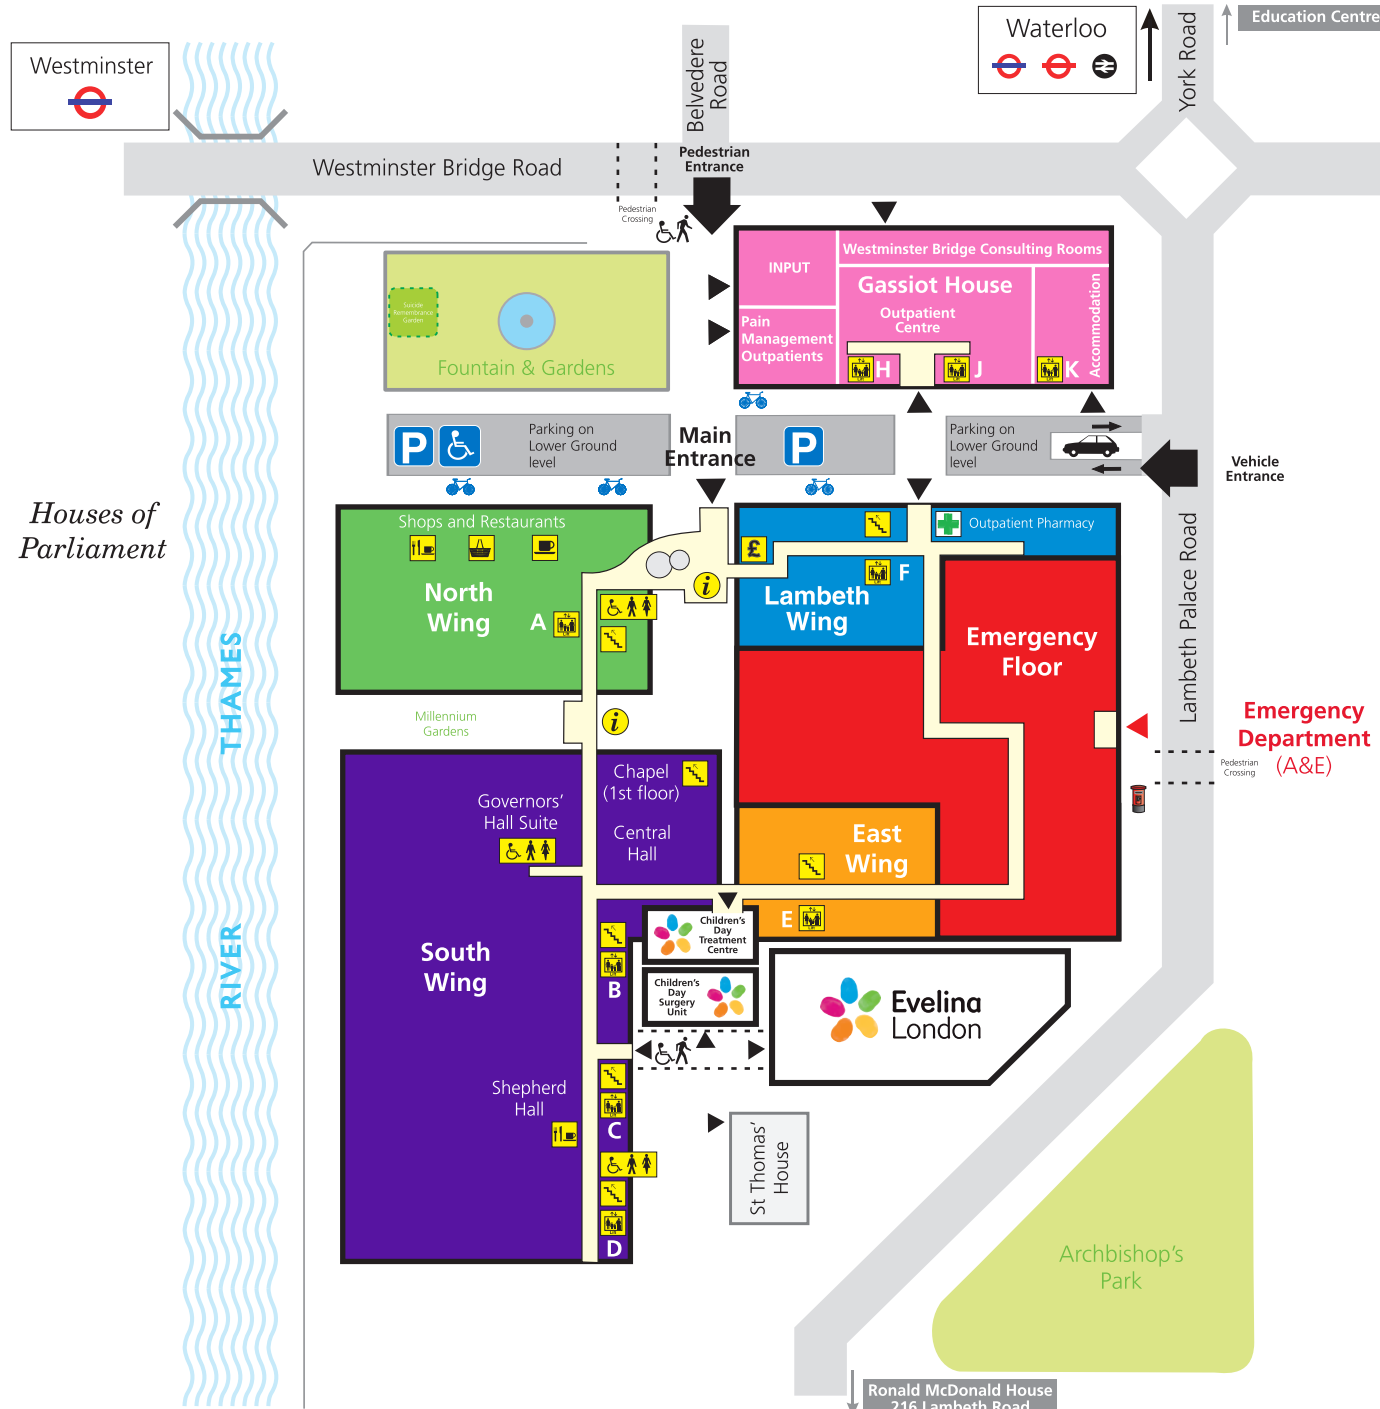 Education Centre
Waterloo
York Road
Belvedere
Road
Westminster
Westminster Bridge Road
Pedestrian
Entrance
Pedestrian
Crossing
INPUT
Westminster Bridge Consulting Rooms
Gassiot House
Outpatient
Centre
Accommodation
Pain
Management
Outpatients
H
J
K
Suicide
Remembrance
Garden
Fountain & Gardens
P
Parking on
Lower Ground
level
Main
Entrance
P
Parking on
Lower Ground
level
Vehicle
Entrance
Houses of
Parliament
Shops and Restaurants
North
Wing
A
i
£
Outpatient Pharmacy
F
Lambeth
Wing
Emergency
Floor
Lambeth Palace Road
RIVER THAMES
Millennium
Gardens
i
Emergency
Department
(A&E)
Pedestrian
Crossing
Chapel
(1st floor)
Governors'
Hall Suite
Central
Hall
East
Wing
E
South
Wing
B
Children's
Day
Treatment
Centre
Children's
Day
Surgery
Unit
Evelina
London
Shepherd
Hall
C
D
St Thomas'
House
Archbishop's
Park
Ronald McDonald House
216 Lambeth Road